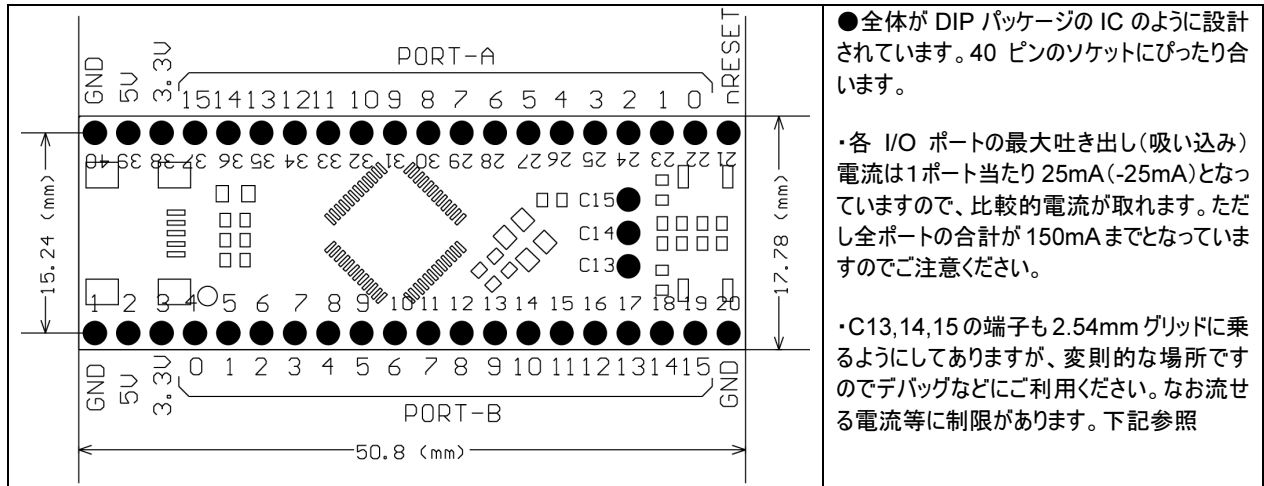 PORT-A
GND 5V 3.3V 15 14 13 12 11 10 9 8 7 6 5 4 3 2 1 0 nRESET
40 39 38 37 36 35 34 33 32 31 30 29 28 27 26 25 24 23 22 21
C15
C14
C13
15.24 (mm)
17.78 (mm)
1 2 3 4 5 6 7 8 9 10 11 12 13 14 15 16 17 18 19 20
GND 5V 3.3V 0 1 2 3 4 5 6 7 8 9 10 11 12 13 14 15 GND
PORT-B
50.8 (mm)
●全体が DIP パッケージの IC のように設計
されています。40 ピンのソケットにぴったり合
います。
・各 I/O ポートの最大吐き出し(吸い込み)
電流は1ポート当たり 25mA(-25mA)となっ
ていますので、比較的電流が取れます。ただ
し全ポートの合計が 150mA までとなっていま
すのでご注意ください。
・C13,14,15 の端子も 2.54mm グリッドに乗
るようにしてありますが、変則的な場所です
のでデバッグなどにご利用ください。なお流せ
る電流等に制限があります。下記参照